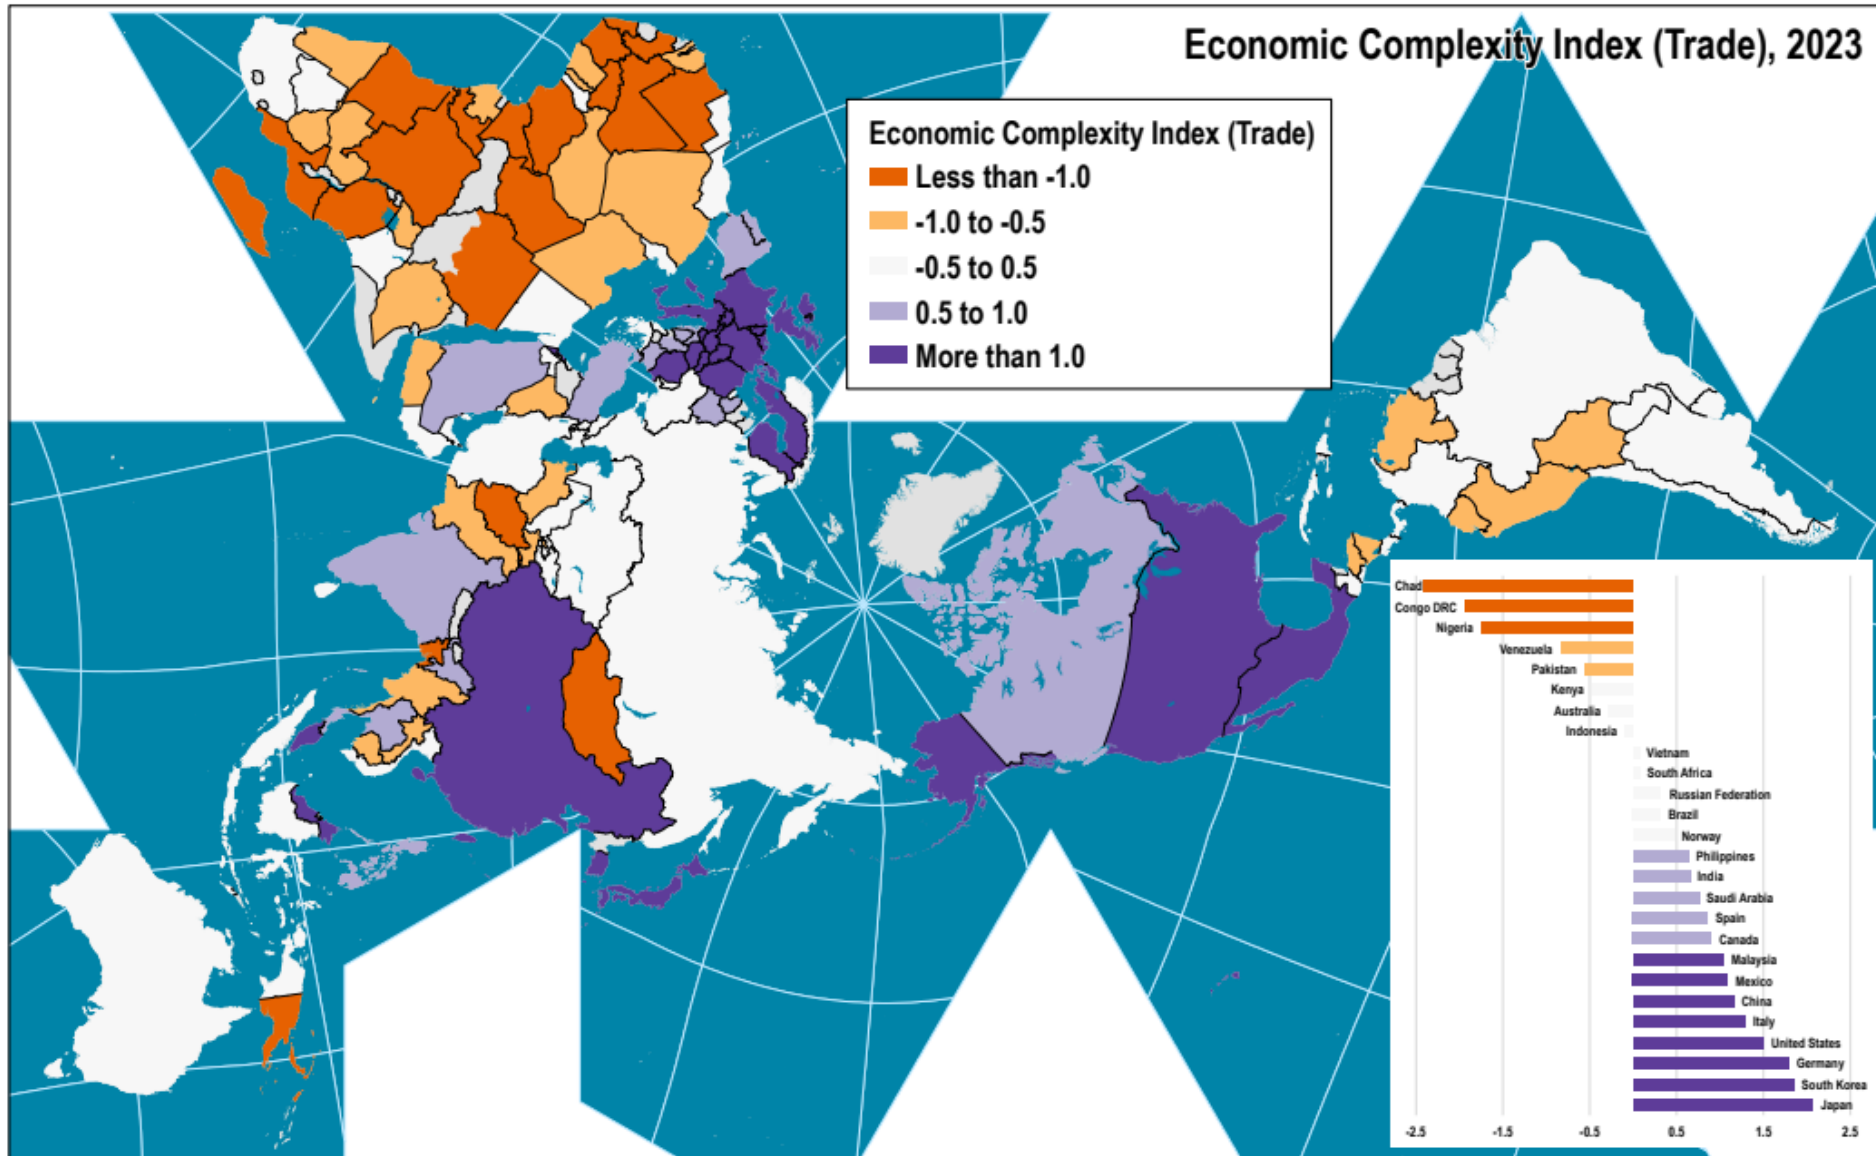 Economic Complexity Index (Trade), 2023
Economic Complexity Index (Trade)
Less than -1.0
-1.0 to -0.5
-0.5 to 0.5
0.5 to 1.0
More than 1.0
Chad
Congo DRC
Nigeria
Venezuela
Pakistan
Kenya
Australia
Indonesia
Vietnam
South Africa
Russian Federation
Brazil
Norway
Philippines
India
Saudi Arabia
Spain
Canada
Malaysia
Mexico
China
Italy
United States
Germany
South Korea
Japan
-2.5 -1.5 -0.5 0.5 1.5 2.5